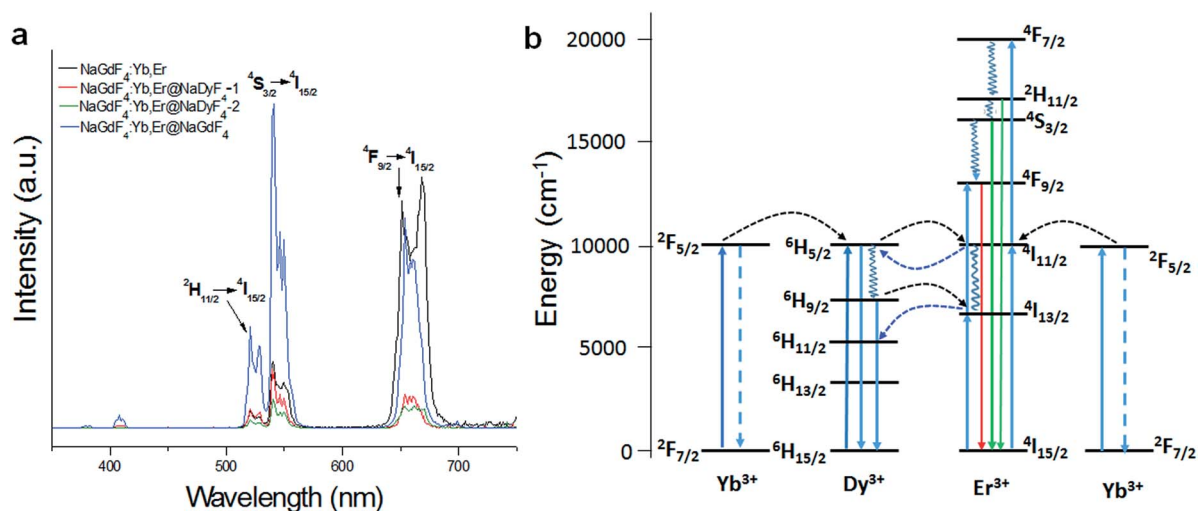 a
Intensity (a.u.)
NaGdF₄:Yb,Er
NaGdF₄:Yb,Er@NaDyF₄-1
NaGdF₄:Yb,Er@NaDyF₄-2
NaGdF₄:Yb,Er@NaGdF₄
⁴S₃/₂→⁴I₁₅/₂
⁴F₉/₂→⁴I₁₅/₂
²H₁₁/₂→⁴I₁₅/₂
400 500 600 700
Wavelength (nm)
b
Energy (cm⁻¹)
20000
15000
10000
5000
0
²F₅/₂
²F₇/₂
Yb³⁺
⁶H₅/₂
⁶H₉/₂
⁶H₁₁/₂
⁶H₁₃/₂
⁶H₁₅/₂
Dy³⁺
⁴F₇/₂
²H₁₁/₂
⁴S₃/₂
⁴F₉/₂
⁴I₁₁/₂
⁴I₁₃/₂
⁴I₁₅/₂
Er³⁺
²F₅/₂
²F₇/₂
Yb³⁺